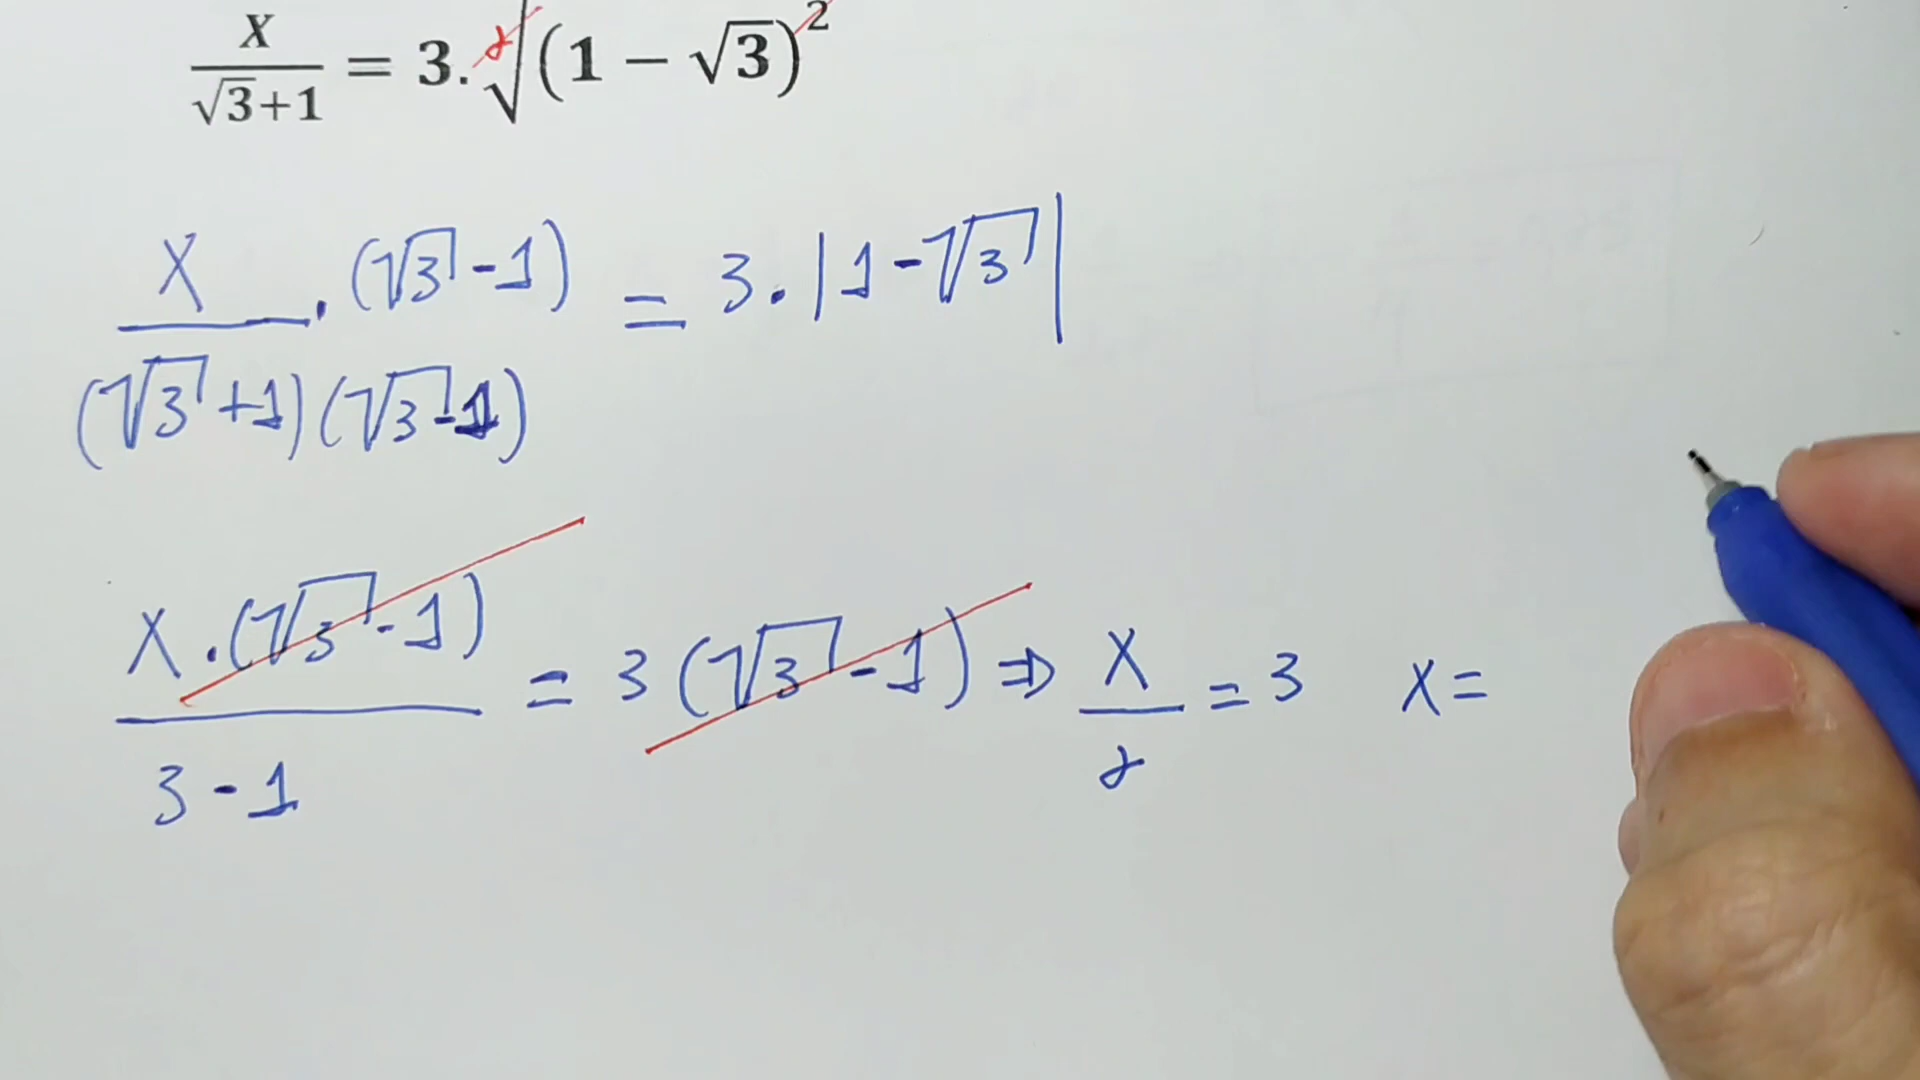 x/(√3+1) = 3.²√(1 − √3)²
x/(√3+1)(√3-1) . (√3-1) = 3.|1-√3|
x.(√3-1)/(3-1) = 3(√3-1) ⇒ x/2 = 3 x=